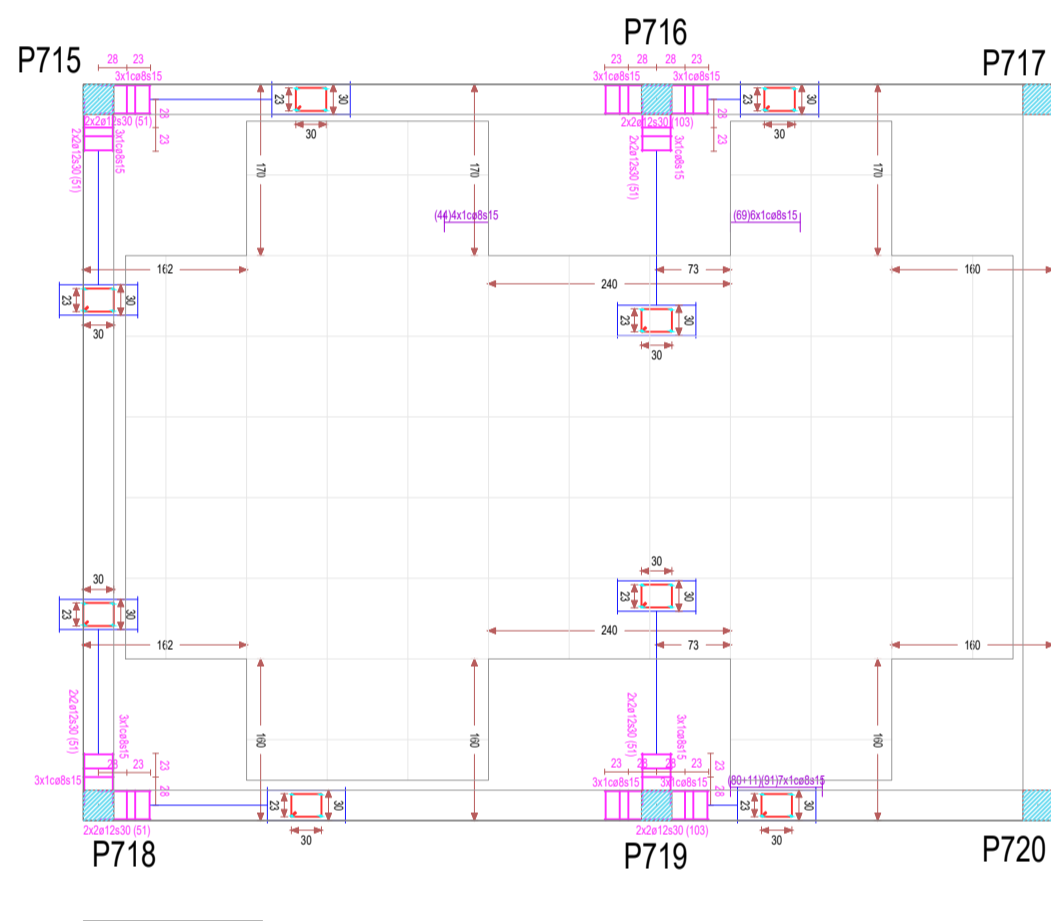 P716
P715
P717
28 23
23 28 28 23
3x1cø8s15
3x1cø8s15 3x1cø8s15
23 30
23 30
28
28
2x2ø12s30 (51)
2x2ø12s30 (103)
30
30
23
23
2x2ø12s30 (51)
3x1cø8s15
2x2ø12s30 (51)
3x1cø8s15
170
170
170
(44)4x1cø8s15
(69)6x1cø8s15
162
73
160
240
23 30
23 30
30
30
30
30
23 30
23 30
240
162
73
160
2x2ø12s30 (51)
3x1cø8s15
2x2ø12s30 (51)
3x1cø8s15
160
160
160
28 23
23
23 28 28 23
23
3x1cø8s15
3x1cø8s15 3x1cø8s15
(80+11)(91)7x1cø8s15
28
28
23 30
23 30
2x2ø12s30 (51)
2x2ø12s30 (103)
30
30
P718
P719
P720